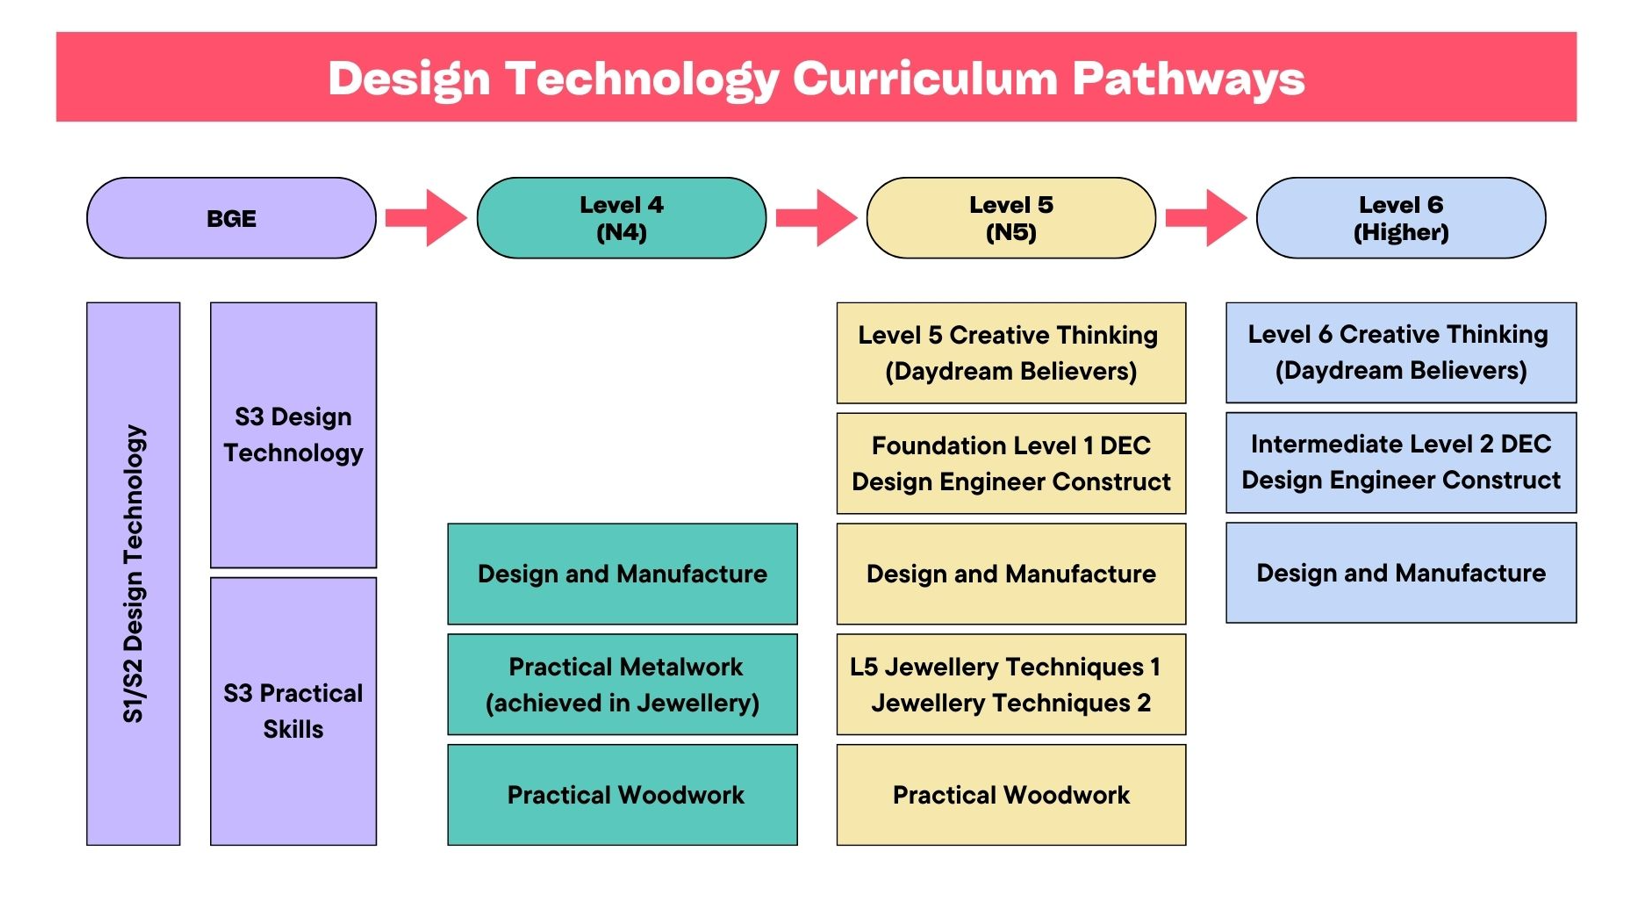 Design Technology Curriculum Pathways
BGE
Level 4
(N4)
Level 5
(N5)
Level 6
(Higher)
S1/S2 Design Technology
S3 Design
Technology
S3 Practical
Skills
Design and Manufacture
Practical Metalwork
(achieved in Jewellery)
Practical Woodwork
Level 5 Creative Thinking
(Daydream Believers)
Foundation Level 1 DEC
Design Engineer Construct
Design and Manufacture
L5 Jewellery Techniques 1
Jewellery Techniques 2
Practical Woodwork
Level 6 Creative Thinking
(Daydream Believers)
Intermediate Level 2 DEC
Design Engineer Construct
Design and Manufacture